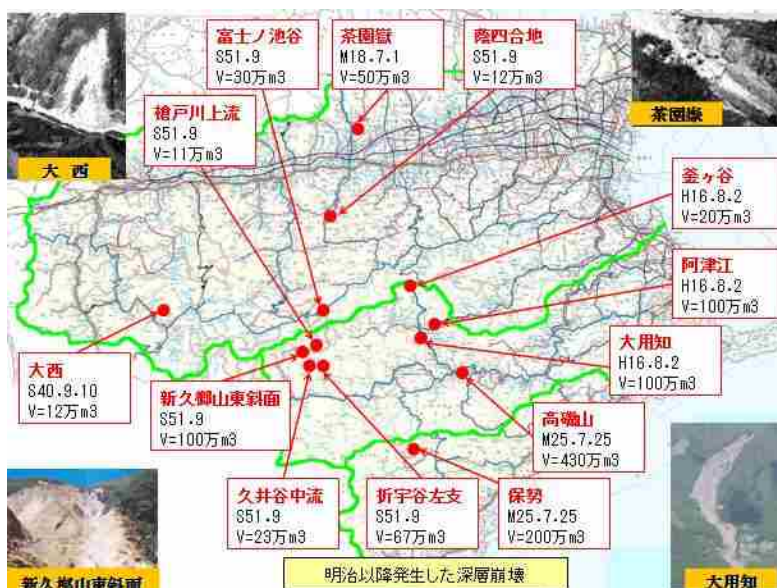 富士ノ池谷
S51.9
V=30万m3
茶園嶽
M18.7.1
V=50万m3
蔭四合地
S51.9
V=12万m3
槍戸川上流
S51.9
V=11万m3
大西
茶園嶽
釜ヶ谷
H16.8.2
V=20万m3
阿津江
H16.8.2
V=100万m3
大用知
H16.8.2
V=100万m3
大西
S40.9.10
V=12万m3
新久郷山東斜面
S51.9
V=100万m3
高磯山
M25.7.25
V=430万m3
久井谷中流
S51.9
V=23万m3
折宇谷左支
S51.9
V=67万m3
保勢
M25.7.25
V=200万m3
新久郷山東斜面
明治以降発生した深層崩壊
大用知